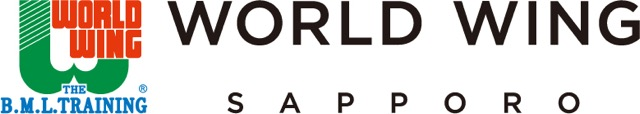 WORLD
WING
THE
B.M.L.TRAINING®
WORLD WING
SAPPORO